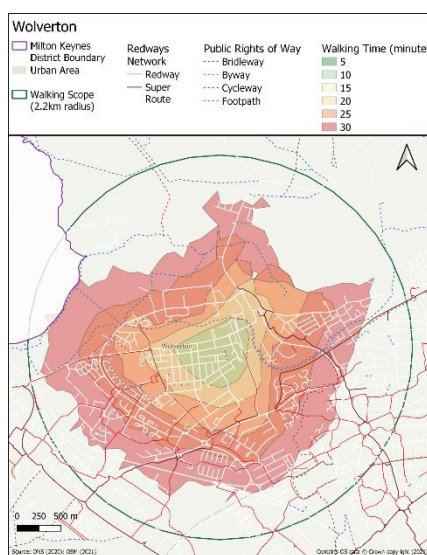 Wolverton
Milton Keynes
District Boundary
Urban Area
Walking Scope
(2.2km radius)
Redways
Network
Redway
Super
Route
Public Rights of Way
Bridleway
Byway
Cycleway
Footpath
Walking Time (minutes
5
10
15
20
25
30
Wolverton
0 250 500 m
Source: ONS (2020); OSM (2021)
Contains OS data © Crown copyright (2021)